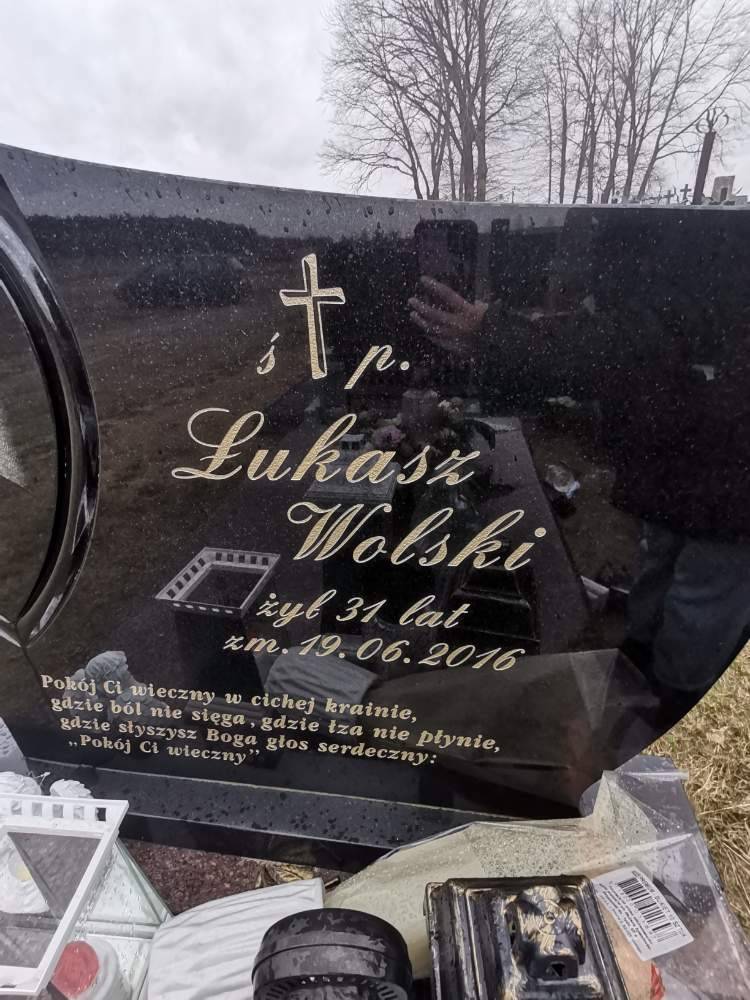 ś p.
Łukasz
Wolski
żył 31 lat
zm. 19.06.2016
Pokój Ci wieczny w cichej krainie,
gdzie ból nie sięga, gdzie łza nie płynie,
gdzie słyszysz Boga głos serdeczny:
„Pokój Ci wieczny”